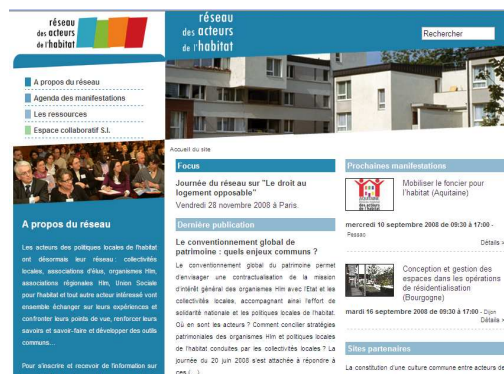 réseau
des acteurs
de l'habitat
réseau
des acteurs
de l'habitat
Rechercher
A propos du réseau
Agenda des manifestations
Les ressources
Espace collaboratif S.I.
A propos du réseau
Les acteurs des politiques locales de l'habitat
ont désormais leur réseau : collectivités
locales, associations d'élus, organismes Hlm,
associations régionales Hlm, Union Sociale
pour l'habitat et tout autre acteur intéressé vont
ensemble échanger sur leurs expériences et
confronter leurs points de vue, renforcer leurs
savoirs et savoir-faire et développer des outils
communs...
Pour s'inscrire et recevoir de l'information sur
Accueil du site
Focus
Journée du réseau sur "Le droit au
logement opposable"
Vendredi 28 novembre 2008 à Paris.
Dernière publication
Le conventionnement global de
patrimoine : quels enjeux communs ?
Le conventionnement global du patrimoine permet
d'envisager une contractualisation de la mission
d'intérêt général des organismes Hlm avec l'Etat et les
collectivités locales, accompagnant ainsi l'effort de
solidarité nationale et les politiques locales de l'habitat.
Où en sont les acteurs ? Comment concilier stratégies
patrimoniales des organismes Hlm et politiques locales
de l'habitat conduites par les collectivités locales ? La
journée du 20 juin 2008 s'est attachée à répondre à
ces (...)
Prochaines manifestations
Mobiliser le foncier pour
l'habitat (Aquitaine)
mercredi 10 septembre 2008 de 09:30 à 17:00 -
Pessac
Détails »
Conception et gestion des
espaces dans les opérations
de résidentialisation
(Bourgogne)
mardi 16 septembre 2008 de 09:30 à 17:00 - Dijon
Détails »
Sites partenaires
La constitution d'une culture commune entre acteurs de